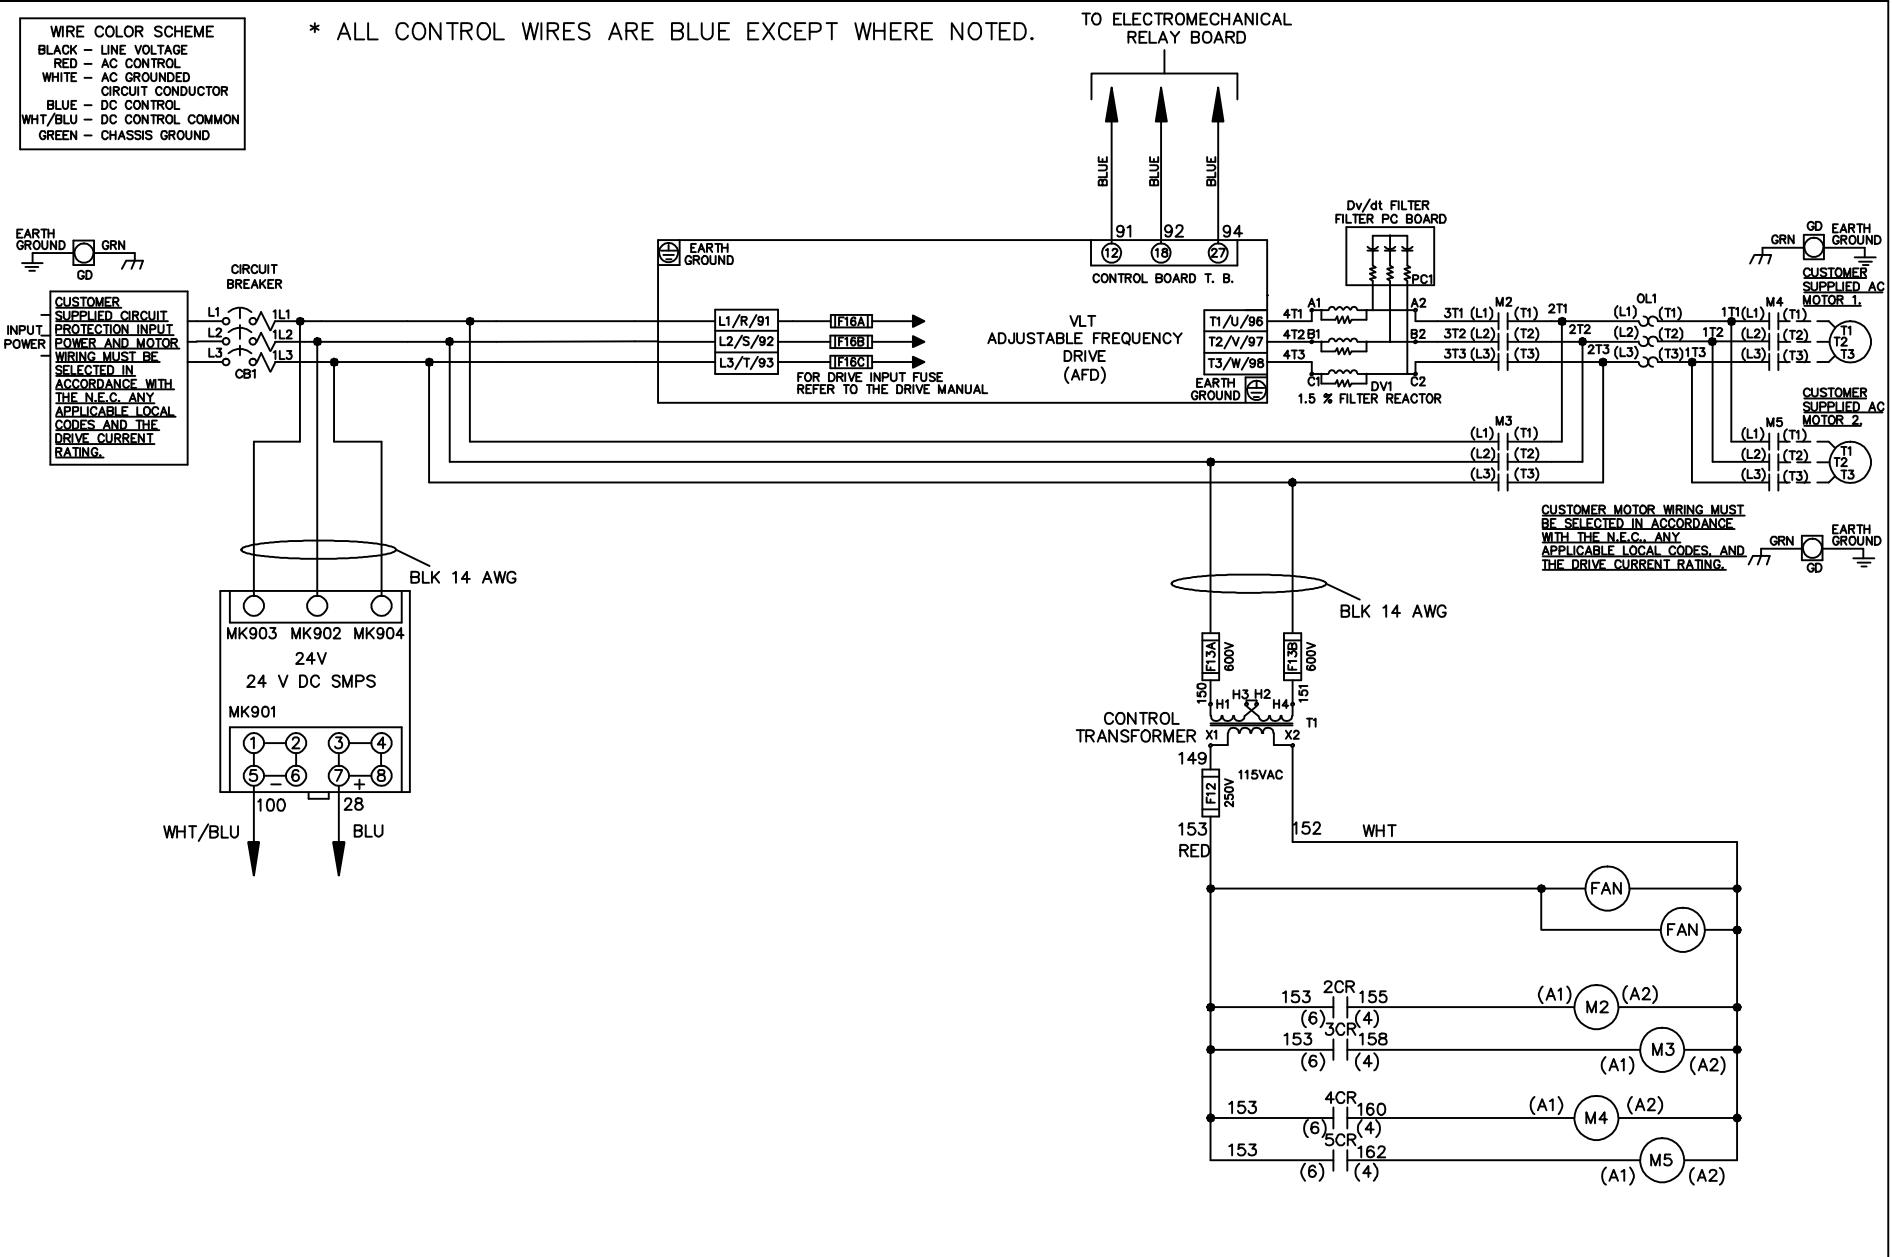 WIRE COLOR SCHEME
BLACK – LINE VOLTAGE
RED – AC CONTROL
WHITE – AC GROUNDED
CIRCUIT CONDUCTOR
BLUE – DC CONTROL
WHT/BLU – DC CONTROL COMMON
GREEN – CHASSIS GROUND
* ALL CONTROL WIRES ARE BLUE EXCEPT WHERE NOTED.
TO ELECTROMECHANICAL
RELAY BOARD
BLUE
BLUE
BLUE
91 92 94
12 18 27
CONTROL BOARD T. B.
EARTH
GROUND
GRN
GD
CUSTOMER
SUPPLIED CIRCUIT
PROTECTION INPUT
POWER AND MOTOR
WIRING MUST BE
SELECTED IN
ACCORDANCE WITH
THE N.E.C. ANY
APPLICABLE LOCAL
CODES AND THE
DRIVE CURRENT
RATING.
INPUT
POWER
CIRCUIT
BREAKER
L1 1L1
L2 1L2
L3 1L3
CB1
EARTH
GROUND
L1/R/91 F16A
L2/S/92 F16B
L3/T/93 F16C
FOR DRIVE INPUT FUSE
REFER TO THE DRIVE MANUAL
VLT
ADJUSTABLE FREQUENCY
DRIVE
(AFD)
T1/U/96
T2/V/97
T3/W/98
EARTH
GROUND
Dv/dt FILTER
FILTER PC BOARD
PC1
4T1 A1 A2
4T2 B1 B2
4T3 C1 C2
DV1
1.5 % FILTER REACTOR
M2
3T1 (L1) (T1) 2T1
3T2 (L2) (T2) 2T2
3T3 (L3) (T3) 2T3
OL1
(L1) (T1) 1T1
(L2) (T2) 1T2
(L3) (T3) 1T3
M4
(L1) (T1)
(L2) (T2)
(L3) (T3)
T1
T2
T3
GRN
GD
EARTH
GROUND
CUSTOMER
SUPPLIED AC
MOTOR 1.
CUSTOMER
SUPPLIED AC
MOTOR 2.
M3
(L1) (T1)
(L2) (T2)
(L3) (T3)
M5
(L1) (T1)
(L2) (T2)
(L3) (T3)
T1
T2
T3
CUSTOMER MOTOR WIRING MUST
BE SELECTED IN ACCORDANCE
WITH THE N.E.C., ANY
APPLICABLE LOCAL CODES, AND
THE DRIVE CURRENT RATING.
GRN
GD
EARTH
GROUND
BLK 14 AWG
MK903 MK902 MK904
24V
24 V DC SMPS
MK901
1 2 3 4
5 – 6 7 + 8
100 28
WHT/BLU BLU
BLK 14 AWG
F13A 600V
F13B 600V
150 151
H1 H3 H2 H4
T1
CONTROL
TRANSFORMER
X1 X2
149
115VAC
F12 250V
153 152 WHT
RED
FAN
FAN
2CR
153 155 (A1) M2 (A2)
(6) (4)
3CR
153 158 M3
(6) (4) (A1) (A2)
4CR
153 160 (A1) M4 (A2)
(6) (4)
5CR
153 162 M5
(6) (4) (A1) (A2)